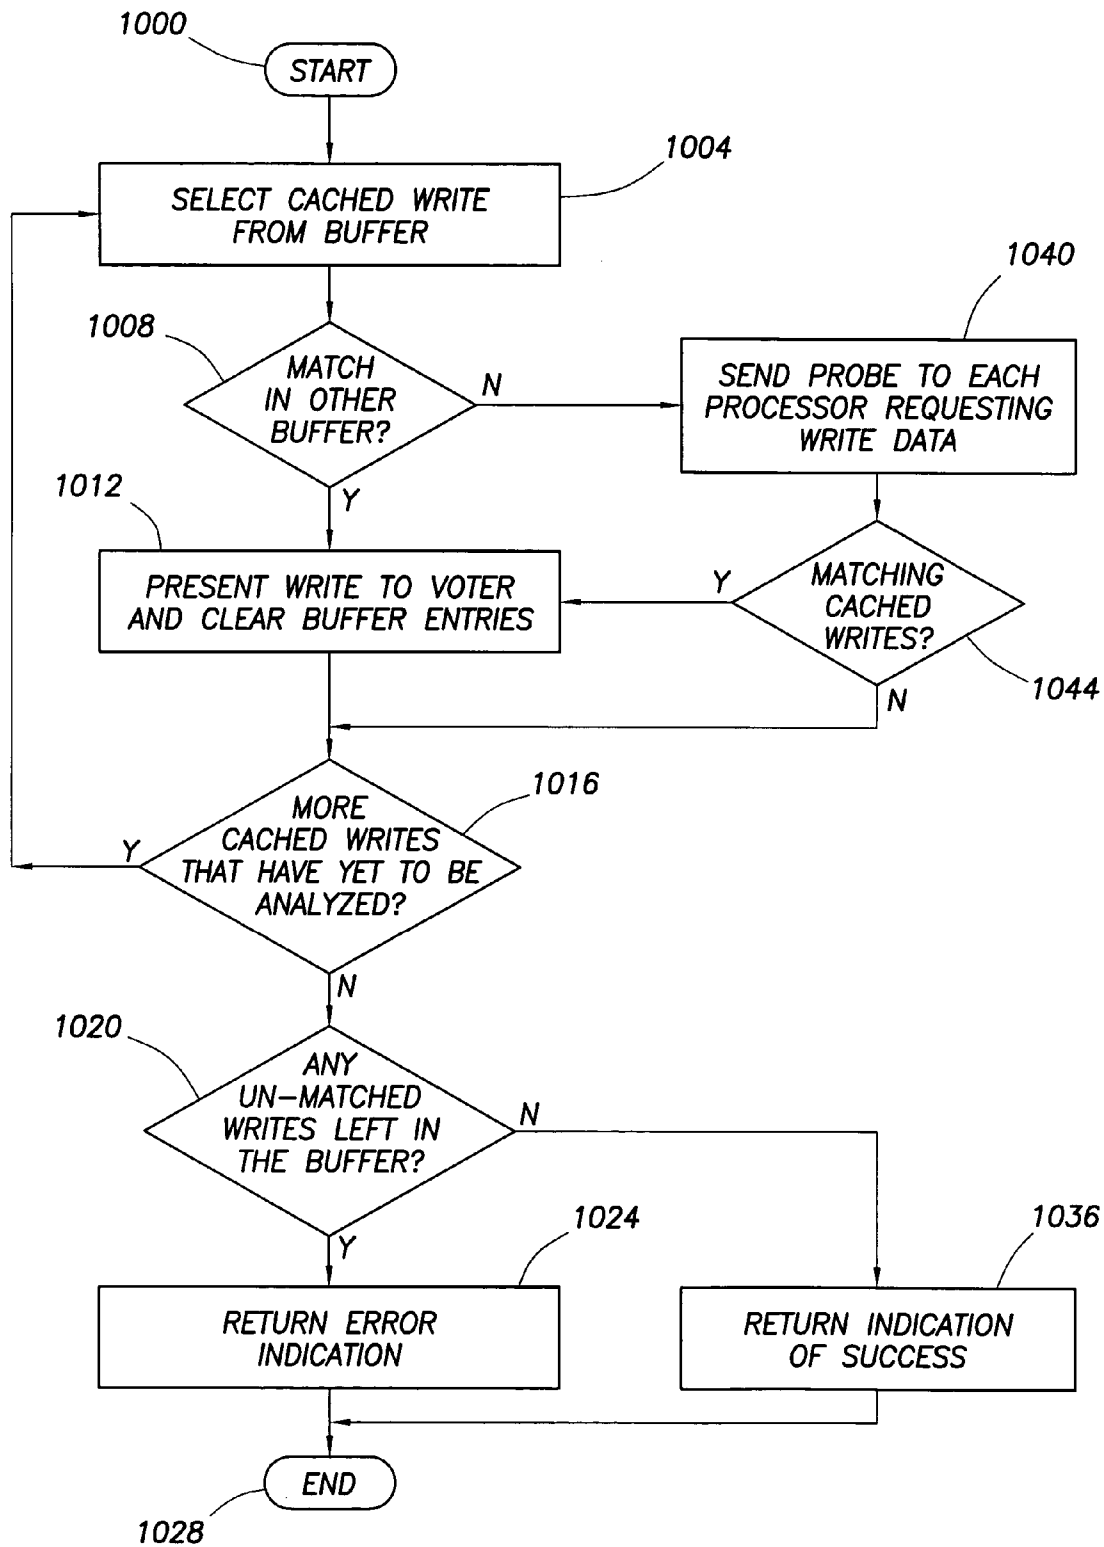 1000
START
1004
SELECT CACHED WRITE
FROM BUFFER
1008
MATCH
IN OTHER
BUFFER?
N
Y
1040
SEND PROBE TO EACH
PROCESSOR REQUESTING
WRITE DATA
1012
PRESENT WRITE TO VOTER
AND CLEAR BUFFER ENTRIES
Y
MATCHING
CACHED
WRITES?
1044
N
1016
MORE
CACHED WRITES
THAT HAVE YET TO BE
ANALYZED?
Y
N
1020
ANY
UN-MATCHED
WRITES LEFT IN
THE BUFFER?
N
Y
1024
RETURN ERROR
INDICATION
1036
RETURN INDICATION
OF SUCCESS
END
1028